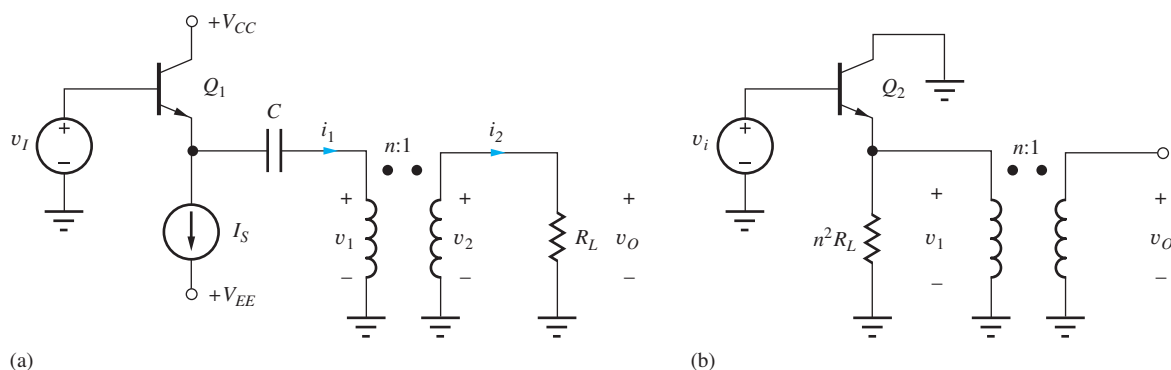 +V_CC
Q_1
C
i_1
i_2
n:1
v_I
+
−
I_S
+
v_1
−
+
v_2
−
R_L
+
v_O
−
+V_EE
(a)
Q_2
v_i
+
−
n:1
n^2R_L
+
v_1
−
+
v_O
−
(b)